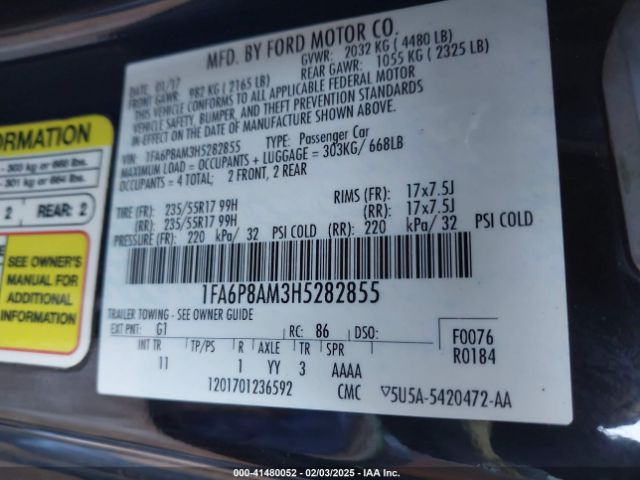 MFD. BY FORD MOTOR CO.
DATE: 01/17 GVWR: 2032 KG ( 4480 LB)
FRONT GAWR: 982 KG ( 2165 LB) REAR GAWR: 1055 KG ( 2325 LB)
THIS VEHICLE CONFORMS TO ALL APPLICABLE FEDERAL MOTOR
VEHICLE SAFETY, BUMPER, AND THEFT PREVENTION STANDARDS
IN EFFECT ON THE DATE OF MANUFACTURE SHOWN ABOVE.
VIN: 1FA6P8AM3H5282855 TYPE: Passenger Car
MAXIMUM LOAD = OCCUPANTS + LUGGAGE = 303KG/ 668LB
OCCUPANTS = 4 TOTAL; 2 FRONT, 2 REAR
TIRE (FR): 235/55R17 99H RIMS (FR): 17x7.5J
(RR): 235/55R17 99H (RR): 17x7.5J
PRESSURE (FR): 220 kPa/ 32 PSI COLD (RR): 220 kPa/ 32 PSI COLD
1FA6P8AM3H5282855
TRAILER TOWING - SEE OWNER GUIDE
EXT PNT: G1 RC: 86 DSO: F0076
INT TR TP/PS R AXLE TR SPR R0184
11 1 YY 3 AAAA
1201701236592 CMC ▽5U5A-5420472-AA
ORMATION
2 REAR: 2
SEE OWNER'S
MANUAL FOR
ADDITIONAL
INFORMATION
000-41480052 - 02/03/2025 - IAA Inc.